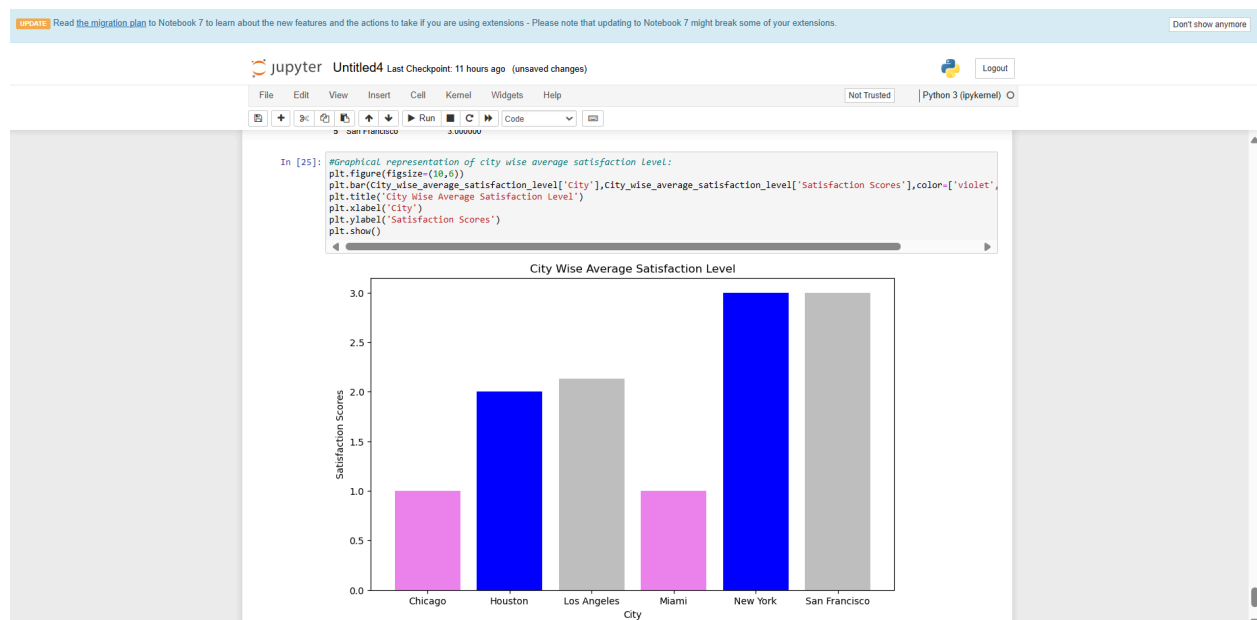 UPDATE Read the migration plan to Notebook 7 to learn about the new features and the actions to take if you are using extensions - Please note that updating to Notebook 7 might break some of your extensions.
Don't show anymore
jupyter Untitled4 Last Checkpoint: 11 hours ago (unsaved changes)
Logout
File Edit View Insert Cell Kernel Widgets Help
Not Trusted
Python 3 (ipykernel)
Run
Code
5 San Francisco 3.000000
In [25]: #Graphical representation of city wise average satisfaction level:
plt.figure(figsize=(10,6))
plt.bar(City_wise_average_satisfaction_level['City'],City_wise_average_satisfaction_level['Satisfaction Scores'],color=['violet',
plt.title('City Wise Average Satisfaction Level')
plt.xlabel('City')
plt.ylabel('Satisfaction Scores')
plt.show()
City Wise Average Satisfaction Level
3.0
2.5
2.0
1.5
1.0
0.5
0.0
Satisfaction Scores
Chicago Houston Los Angeles Miami New York San Francisco
City